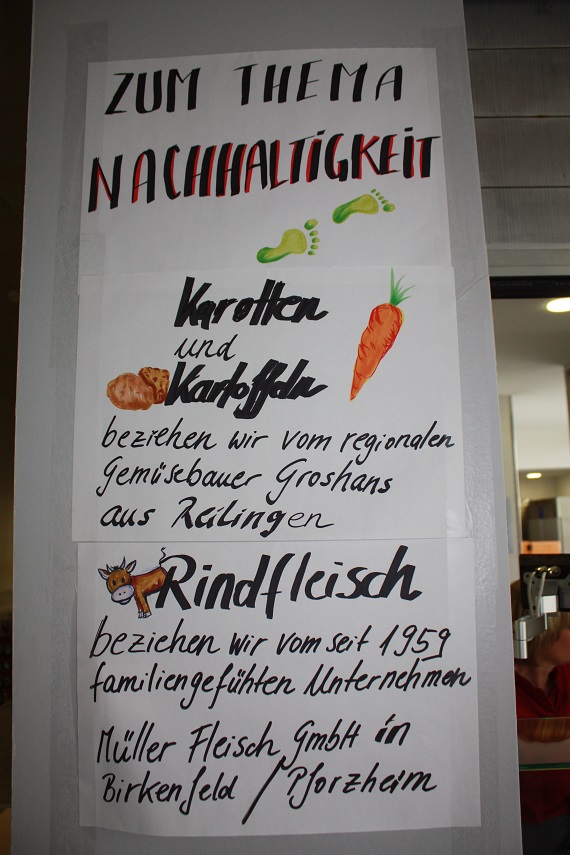 ZUM THEMA
NACHHALTIGKEIT
Karotten
und
Kartoffeln
beziehen wir vom regionalen
Gemüsebauer Groshans
aus Reilingen
Rindfleisch
beziehen wir vom seit 1959
familiengefühten Unternehmen
Müller Fleisch GmbH in
Birkenfeld / Pforzheim